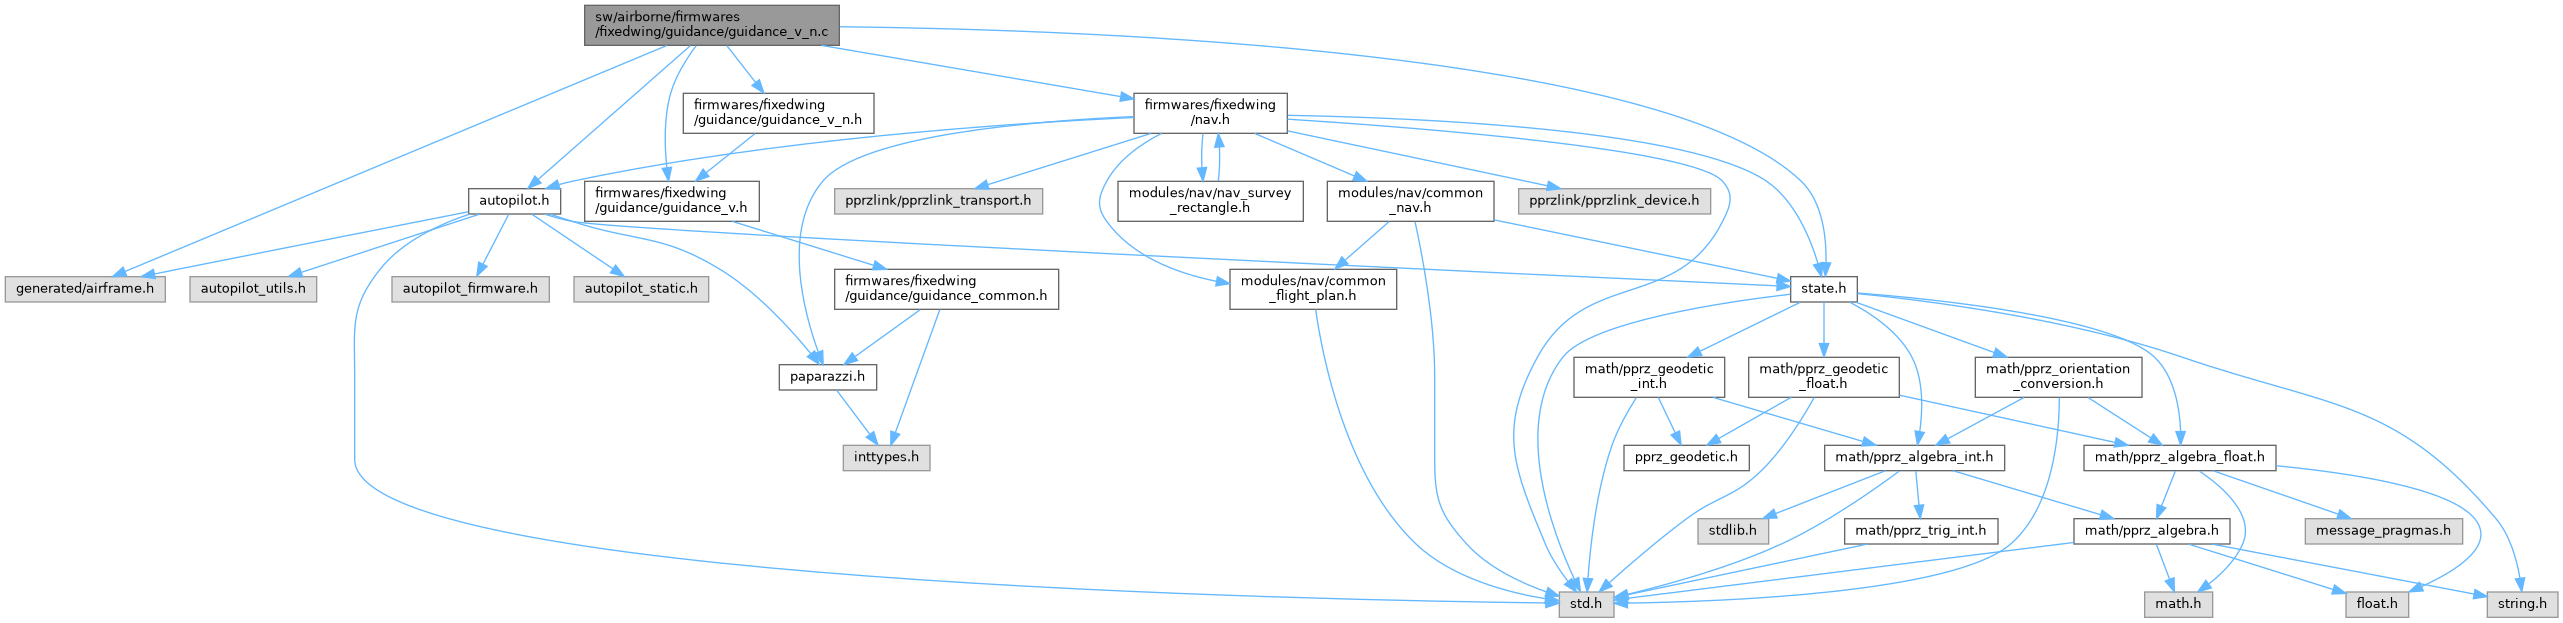 sw/airborne/firmwares
/fixedwing/guidance/guidance_v_n.c
firmwares/fixedwing
/guidance/guidance_v_n.h
firmwares/fixedwing
/nav.h
autopilot.h
firmwares/fixedwing
/guidance/guidance_v.h
pprzlink/pprzlink_transport.h
modules/nav/nav_survey
_rectangle.h
modules/nav/common
_nav.h
pprzlink/pprzlink_device.h
generated/airframe.h
autopilot_utils.h
autopilot_firmware.h
autopilot_static.h
firmwares/fixedwing
/guidance/guidance_common.h
modules/nav/common
_flight_plan.h
state.h
paparazzi.h
math/pprz_geodetic
_int.h
math/pprz_geodetic
_float.h
math/pprz_orientation
_conversion.h
inttypes.h
pprz_geodetic.h
math/pprz_algebra_int.h
math/pprz_algebra_float.h
stdlib.h
math/pprz_trig_int.h
math/pprz_algebra.h
message_pragmas.h
std.h
math.h
float.h
string.h